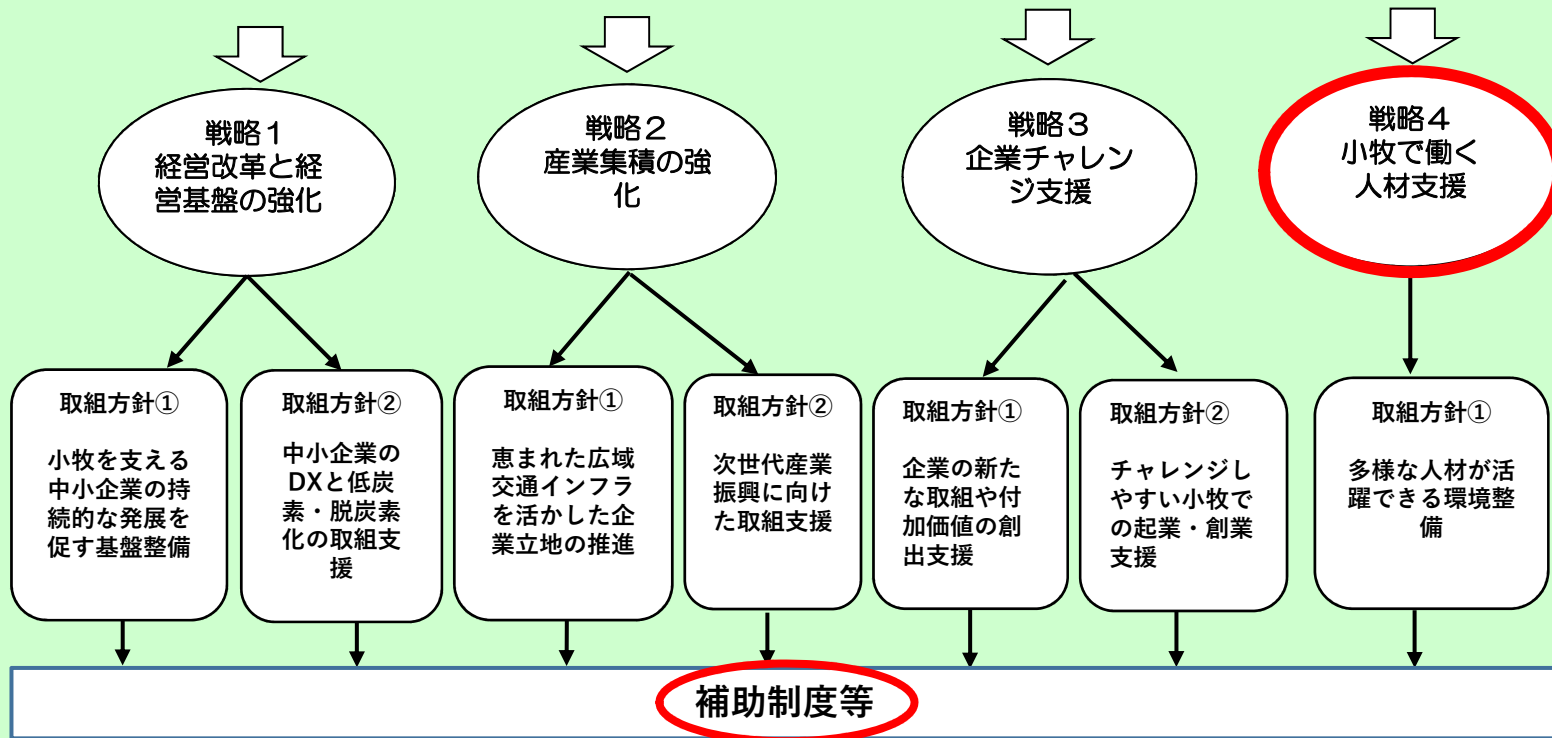 戦略１
経営改革と経
営基盤の強化
戦略２
産業集積の強
化
戦略３
企業チャレン
ジ支援
戦略４
小牧で働く
人材支援
取組方針①
小牧を支える
中小企業の持
続的な発展を
促す基盤整備
取組方針②
中小企業の
DXと低炭
素・脱炭素
化の取組支
援
取組方針①
恵まれた広域
交通インフラ
を活かした企
業立地の推進
取組方針②
次世代産業
振興に向け
た取組支援
取組方針①
企業の新た
な取組や付
加価値の創
出支援
取組方針②
チャレンジし
やすい小牧で
の起業・創業
支援
取組方針①
多様な人材が活
躍できる環境整
備
補助制度等